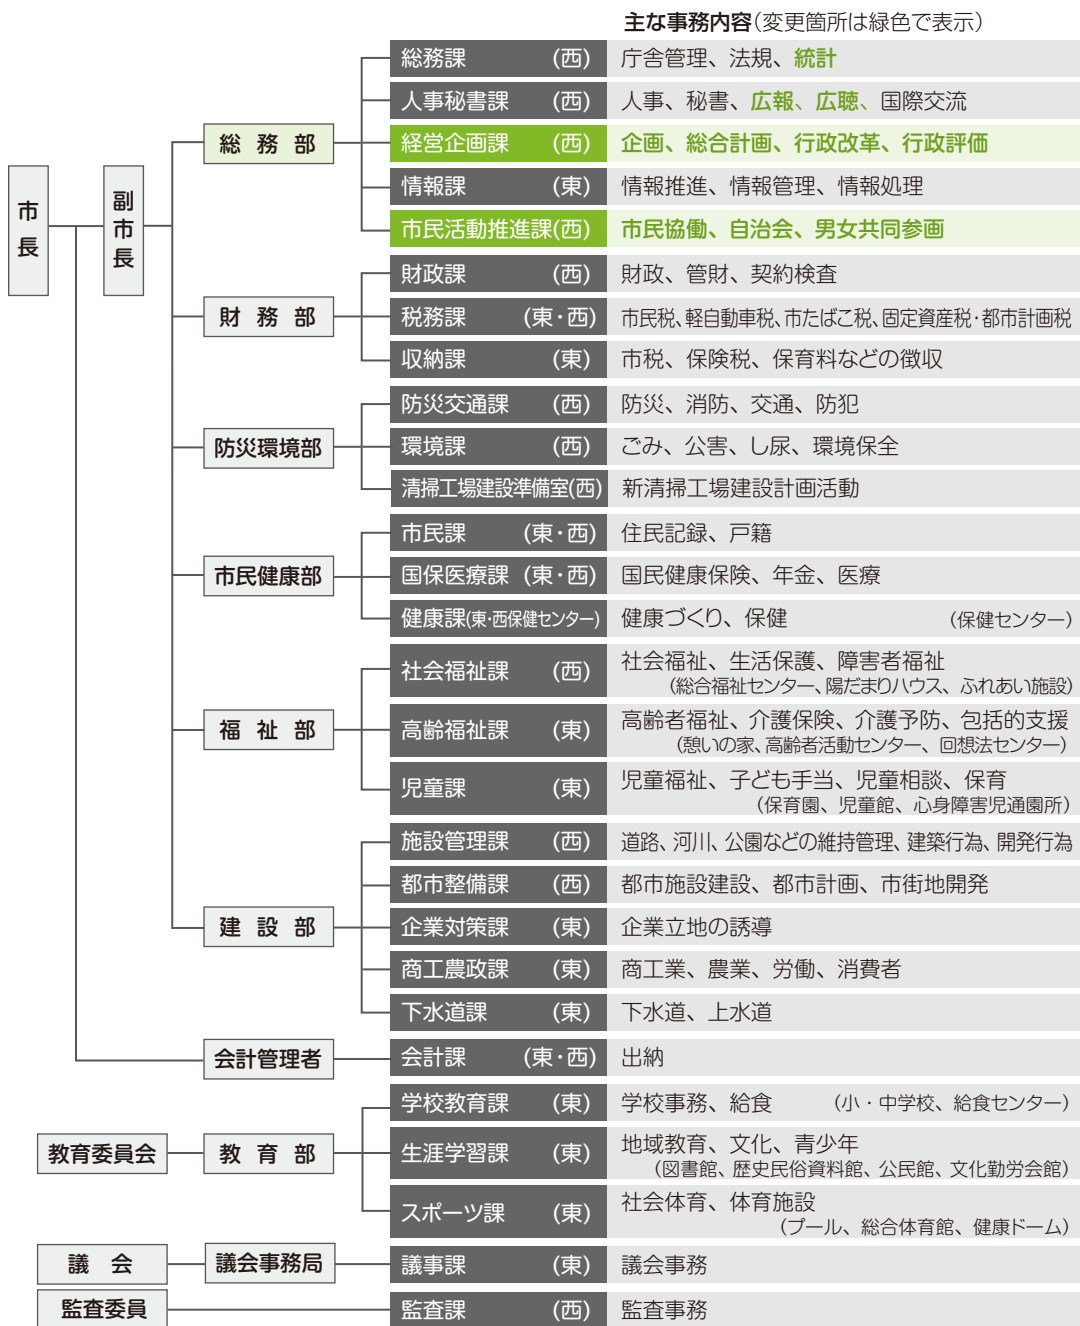 主な事務内容(変更箇所は緑色で表示)
市長
副市長
総務部
総務課 (西) 庁舎管理、法規、統計
人事秘書課 (西) 人事、秘書、広報、広聴、国際交流
経営企画課 (西) 企画、総合計画、行政改革、行政評価
情報課 (東) 情報推進、情報管理、情報処理
市民活動推進課(西) 市民協働、自治会、男女共同参画
財務部
財政課 (西) 財政、管財、契約検査
税務課 (東・西) 市民税、軽自動車税、市たばこ税、固定資産税・都市計画税
収納課 (東) 市税、保険税、保育料などの徴収
防災環境部
防災交通課 (西) 防災、消防、交通、防犯
環境課 (西) ごみ、公害、し尿、環境保全
清掃工場建設準備室(西) 新清掃工場建設計画活動
市民健康部
市民課 (東・西) 住民記録、戸籍
国保医療課 (東・西) 国民健康保険、年金、医療
健康課(東・西保健センター) 健康づくり、保健 (保健センター)
福祉部
社会福祉課 (西) 社会福祉、生活保護、障害者福祉
(総合福祉センター、陽だまりハウス、ふれあい施設)
高齢福祉課 (東) 高齢者福祉、介護保険、介護予防、包括的支援
(憩いの家、高齢者活動センター、回想法センター)
児童課 (東) 児童福祉、子ども手当、児童相談、保育
(保育園、児童館、心身障害児通園所)
建設部
施設管理課 (西) 道路、河川、公園などの維持管理、建築行為、開発行為
都市整備課 (西) 都市施設建設、都市計画、市街地開発
企業対策課 (東) 企業立地の誘導
商工農政課 (東) 商工業、農業、労働、消費者
下水道課 (東) 下水道、上水道
会計管理者 会計課 (東・西) 出納
教育委員会 教育部
学校教育課 (東) 学校事務、給食 (小・中学校、給食センター)
生涯学習課 (東) 地域教育、文化、青少年
(図書館、歴史民俗資料館、公民館、文化勤労会館)
スポーツ課 (東) 社会体育、体育施設
(プール、総合体育館、健康ドーム)
議会 議会事務局 議事課 (東) 議会事務
監査委員 監査課 (西) 監査事務